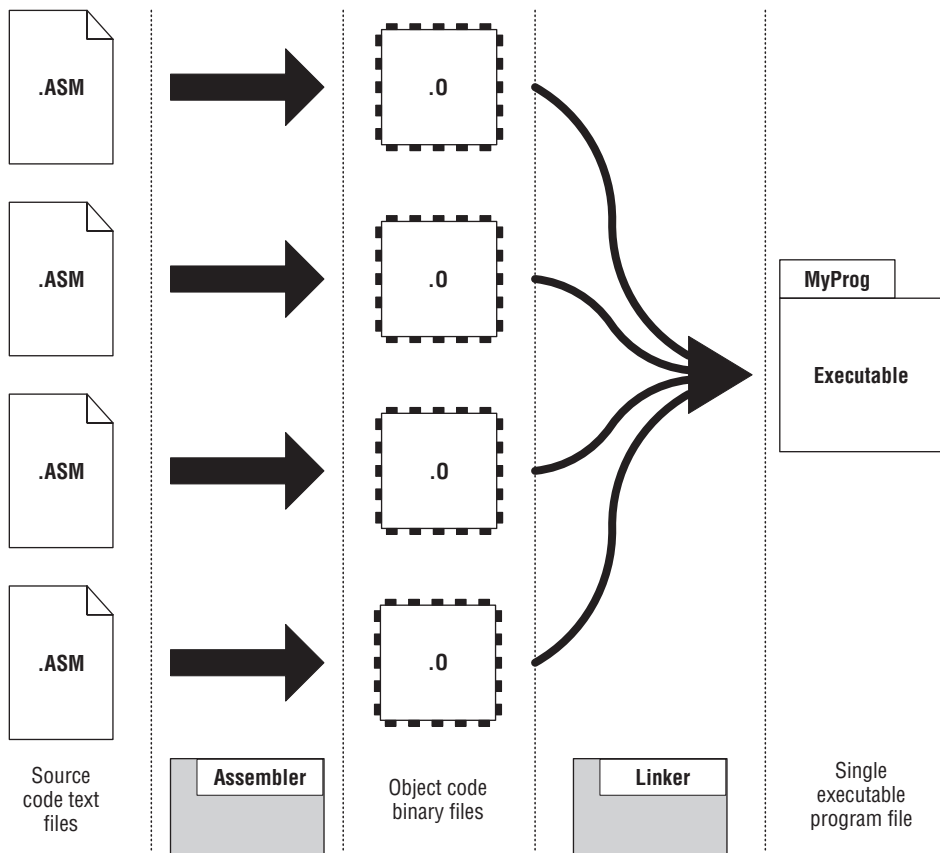 .ASM
.O
.ASM
.O
MyProg
.ASM
.O
Executable
.ASM
.O
Source
code text
files
Assembler
Object code
binary files
Linker
Single
executable
program file